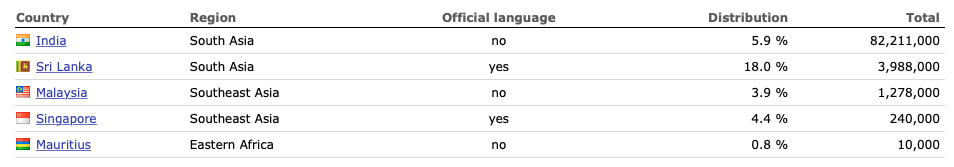 Country Region Official language Distribution Total
India South Asia no 5.9 % 82,211,000
Sri Lanka South Asia yes 18.0 % 3,988,000
Malaysia Southeast Asia no 3.9 % 1,278,000
Singapore Southeast Asia yes 4.4 % 240,000
Mauritius Eastern Africa no 0.8 % 10,000